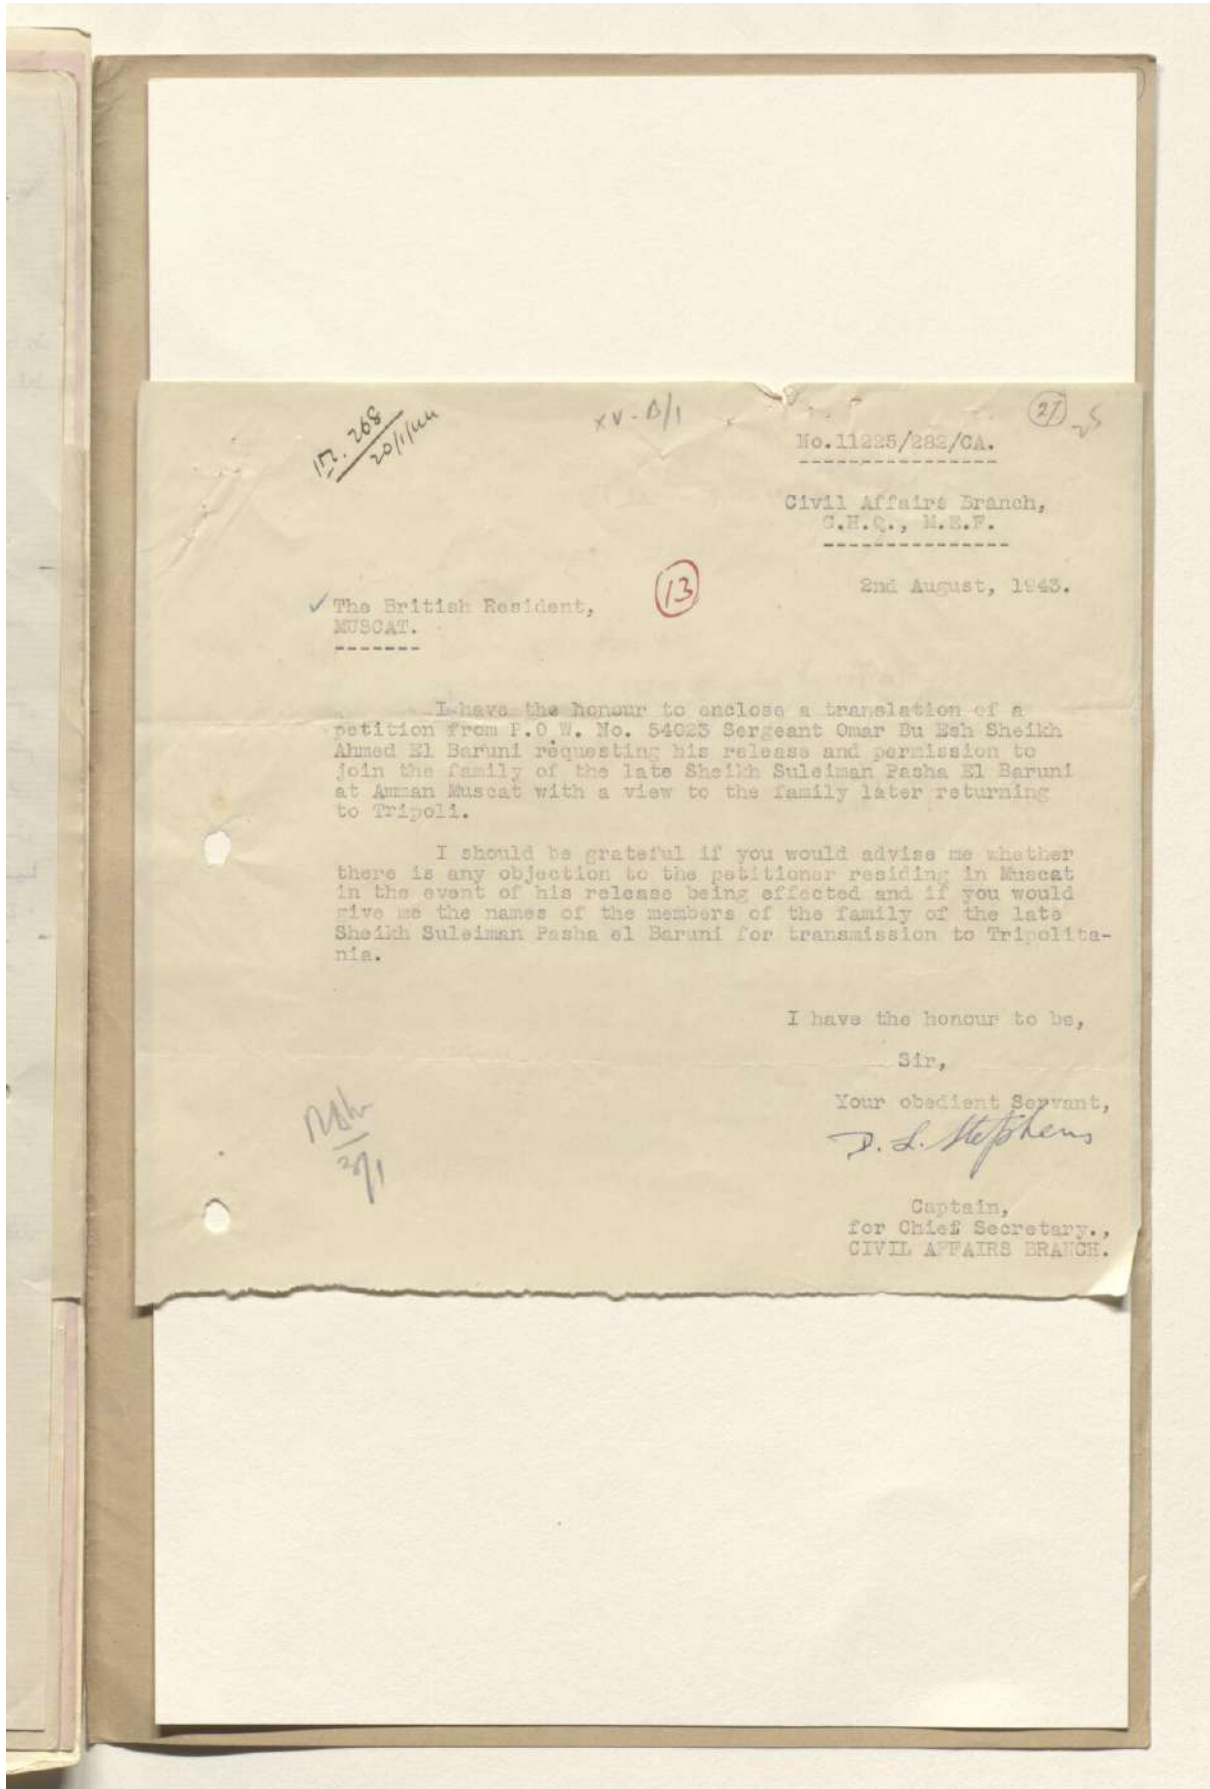 268
20/1/44
XV-B/1
27
25
No.11225/282/CA.
Civil Affairs Branch,
G.H.Q., M.E.F.
2nd August, 1943.
13
The British Resident,
MUSCAT.
I have the honour to enclose a translation of a
petition from P.O.W. No. 54023 Sergeant Omar Bu Esh Sheikh
Ahmed El Baruni requesting his release and permission to
join the family of the late Sheikh Suleiman Pasha El Baruni
at Amman Muscat with a view to the family later returning
to Tripoli.
I should be grateful if you would advise me whether
there is any objection to the petitioner residing in Muscat
in the event of his release being effected and if you would
give me the names of the members of the family of the late
Sheikh Suleiman Pasha el Baruni for transmission to Tripolita-
nia.
I have the honour to be,
Sir,
Your obedient Servant,
D. L. Stephens
Captain,
for Chief Secretary.,
CIVIL AFFAIRS BRANCH.